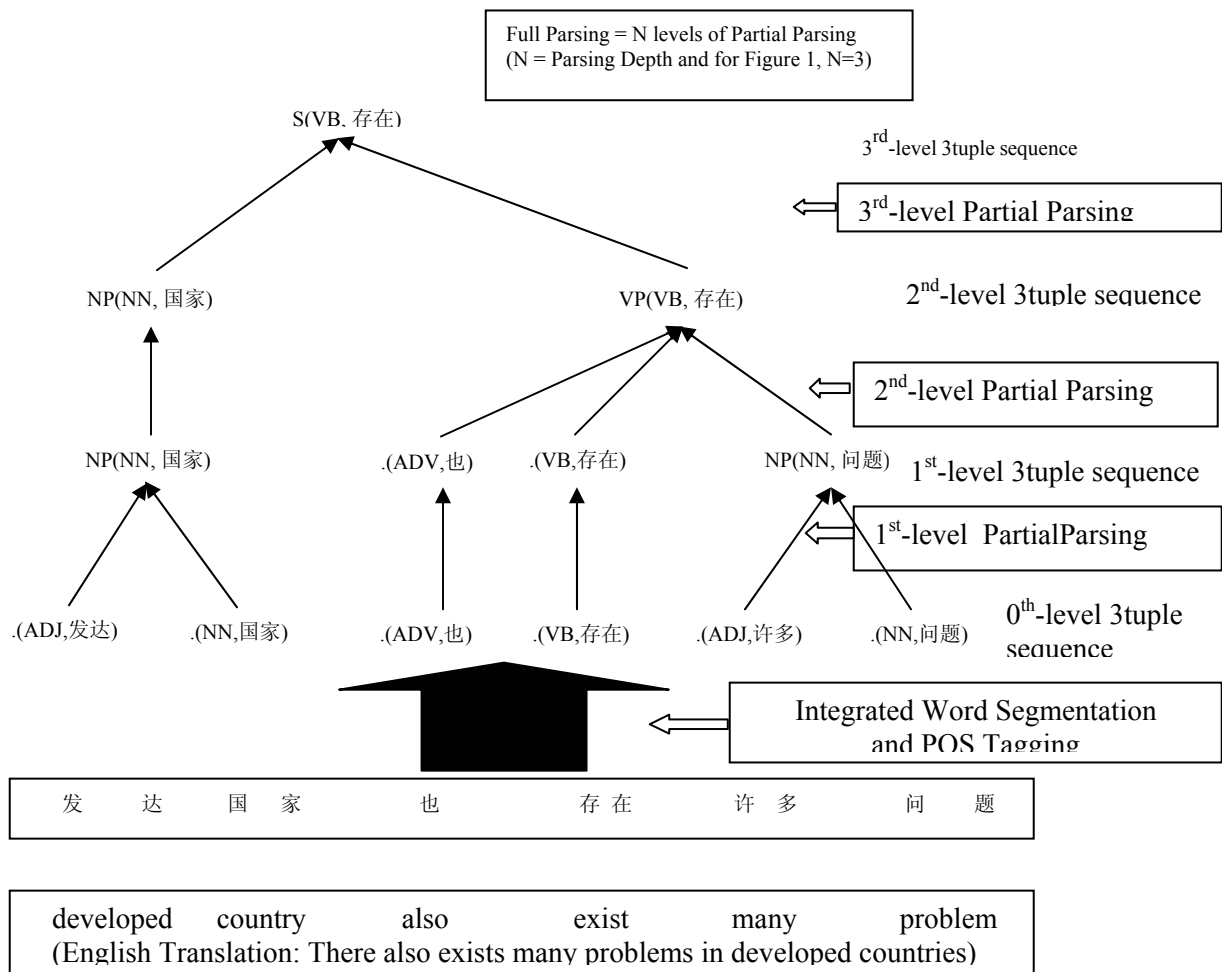 Full Parsing = N levels of Partial Parsing
(N = Parsing Depth and for Figure 1, N=3)
S(VB, 存在)
3rd-level 3tuple sequence
3rd-level Partial Parsing
NP(NN, 国家) VP(VB, 存在) 2nd-level 3tuple sequence
2nd-level Partial Parsing
NP(NN, 国家) .(ADV,也) .(VB,存在) NP(NN, 问题) 1st-level 3tuple sequence
1st-level PartialParsing
.(ADJ,发达) .(NN,国家) .(ADV,也) .(VB,存在) .(ADJ,许多) .(NN,问题) 0th-level 3tuple
sequence
Integrated Word Segmentation
and POS Tagging
发 达 国 家 也 存 在 许 多 问 题
developed country also exist many problem
(English Translation: There also exists many problems in developed countries)